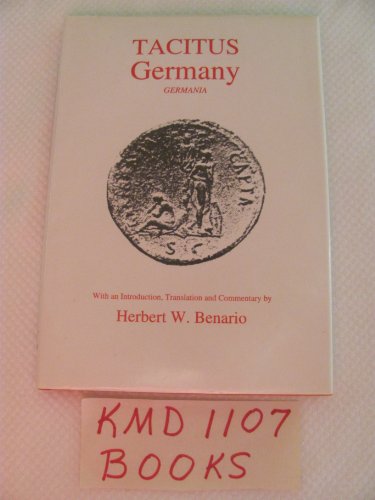 TACITUS
Germany
GERMANIA
CAPTA
S C
With an Introduction, Translation and Commentary by
Herbert W. Benario
KMD 1107
BOOKS